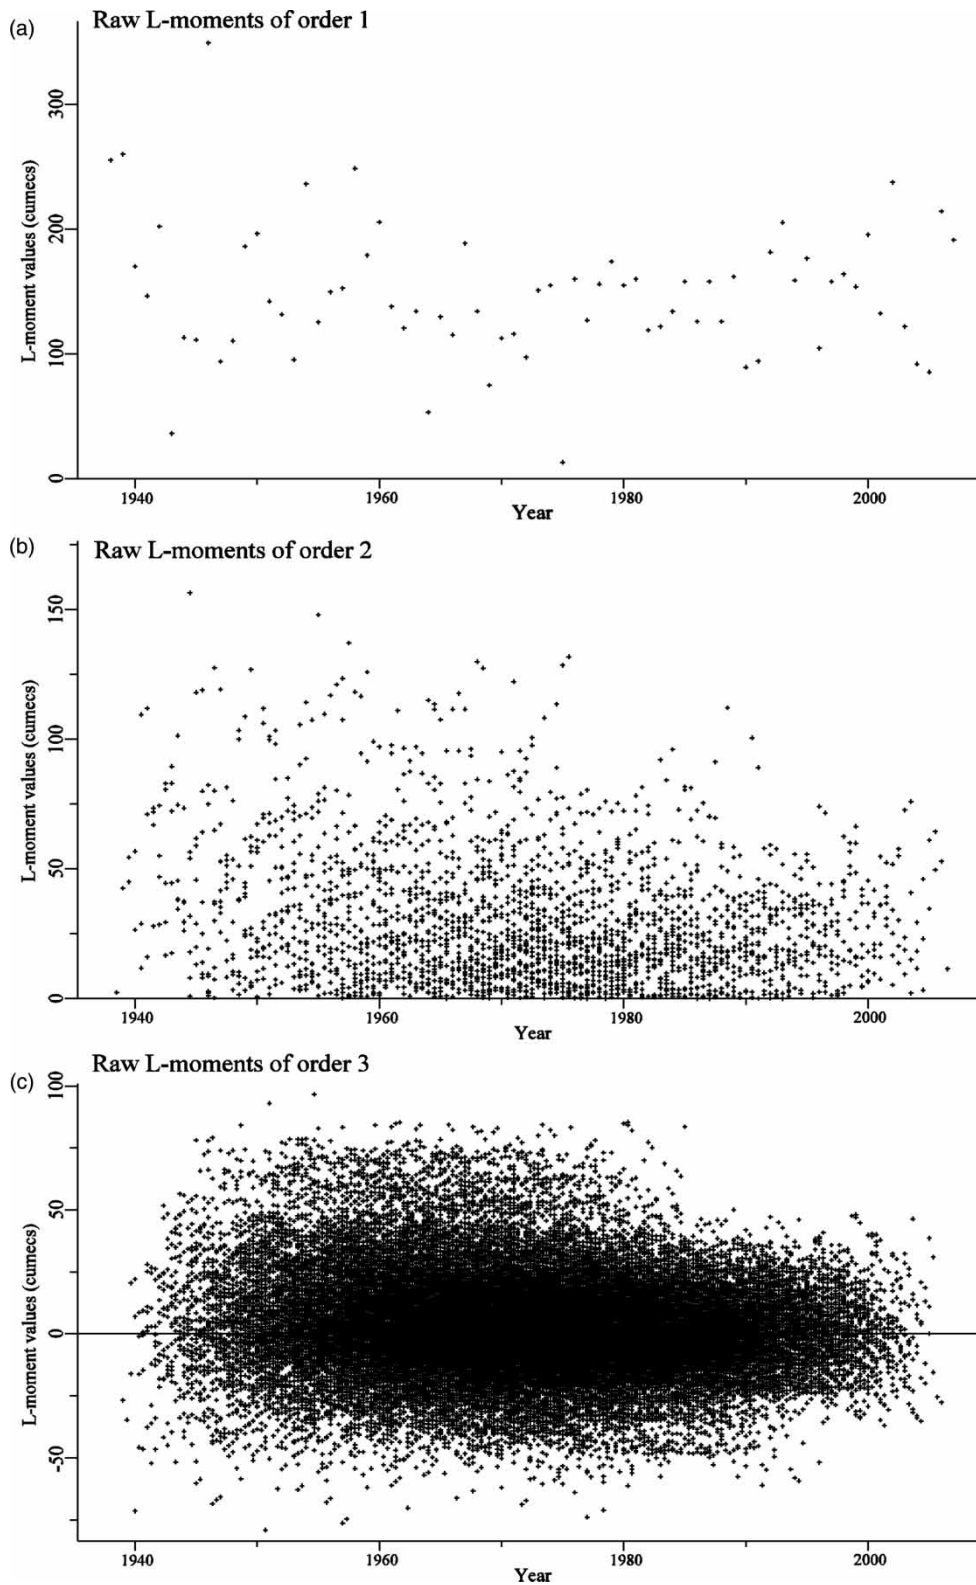 (a)
Raw L-moments of order 1
L-moment values (cumecs)
300
200
100
0
1940
1960
1980
2000
Year
(b)
Raw L-moments of order 2
L-moment values (cumecs)
150
100
50
0
1940
1960
1980
2000
Year
(c)
Raw L-moments of order 3
L-moment values (cumecs)
100
50
0
-50
1940
1960
1980
2000
Year